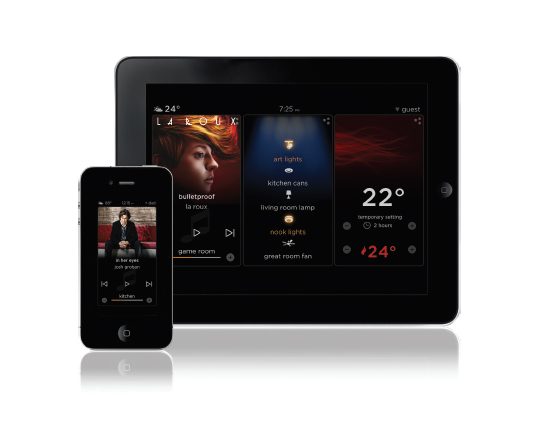 24°
7:25 PM
guest
LA ROUX
bulletproof
la roux
game room
art lights
kitchen cans
living room lamp
nook lights
great room fan
22°
temporary setting
2 hours
24°
in her eyes
josh groban
kitchen